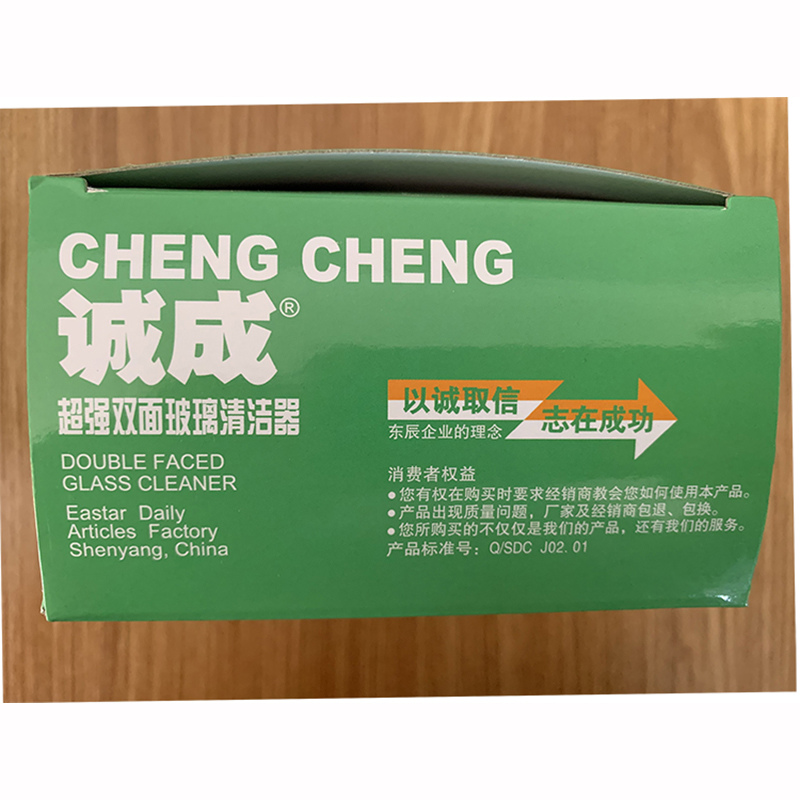 CHENG CHENG
诚成®
超强双面玻璃清洁器
DOUBLE FACED
GLASS CLEANER
Eastar Daily
Articles Factory
Shenyang, China
以诚取信
志在成功
东辰企业的理念
消费者权益
●您有权在购买时要求经销商教会您如何使用本产品。
●产品出现质量问题，厂家及经销商包退、包换。
●您所购买的不仅仅是我们的产品，还有我们的服务。
产品标准号：Q/SDC J02.01